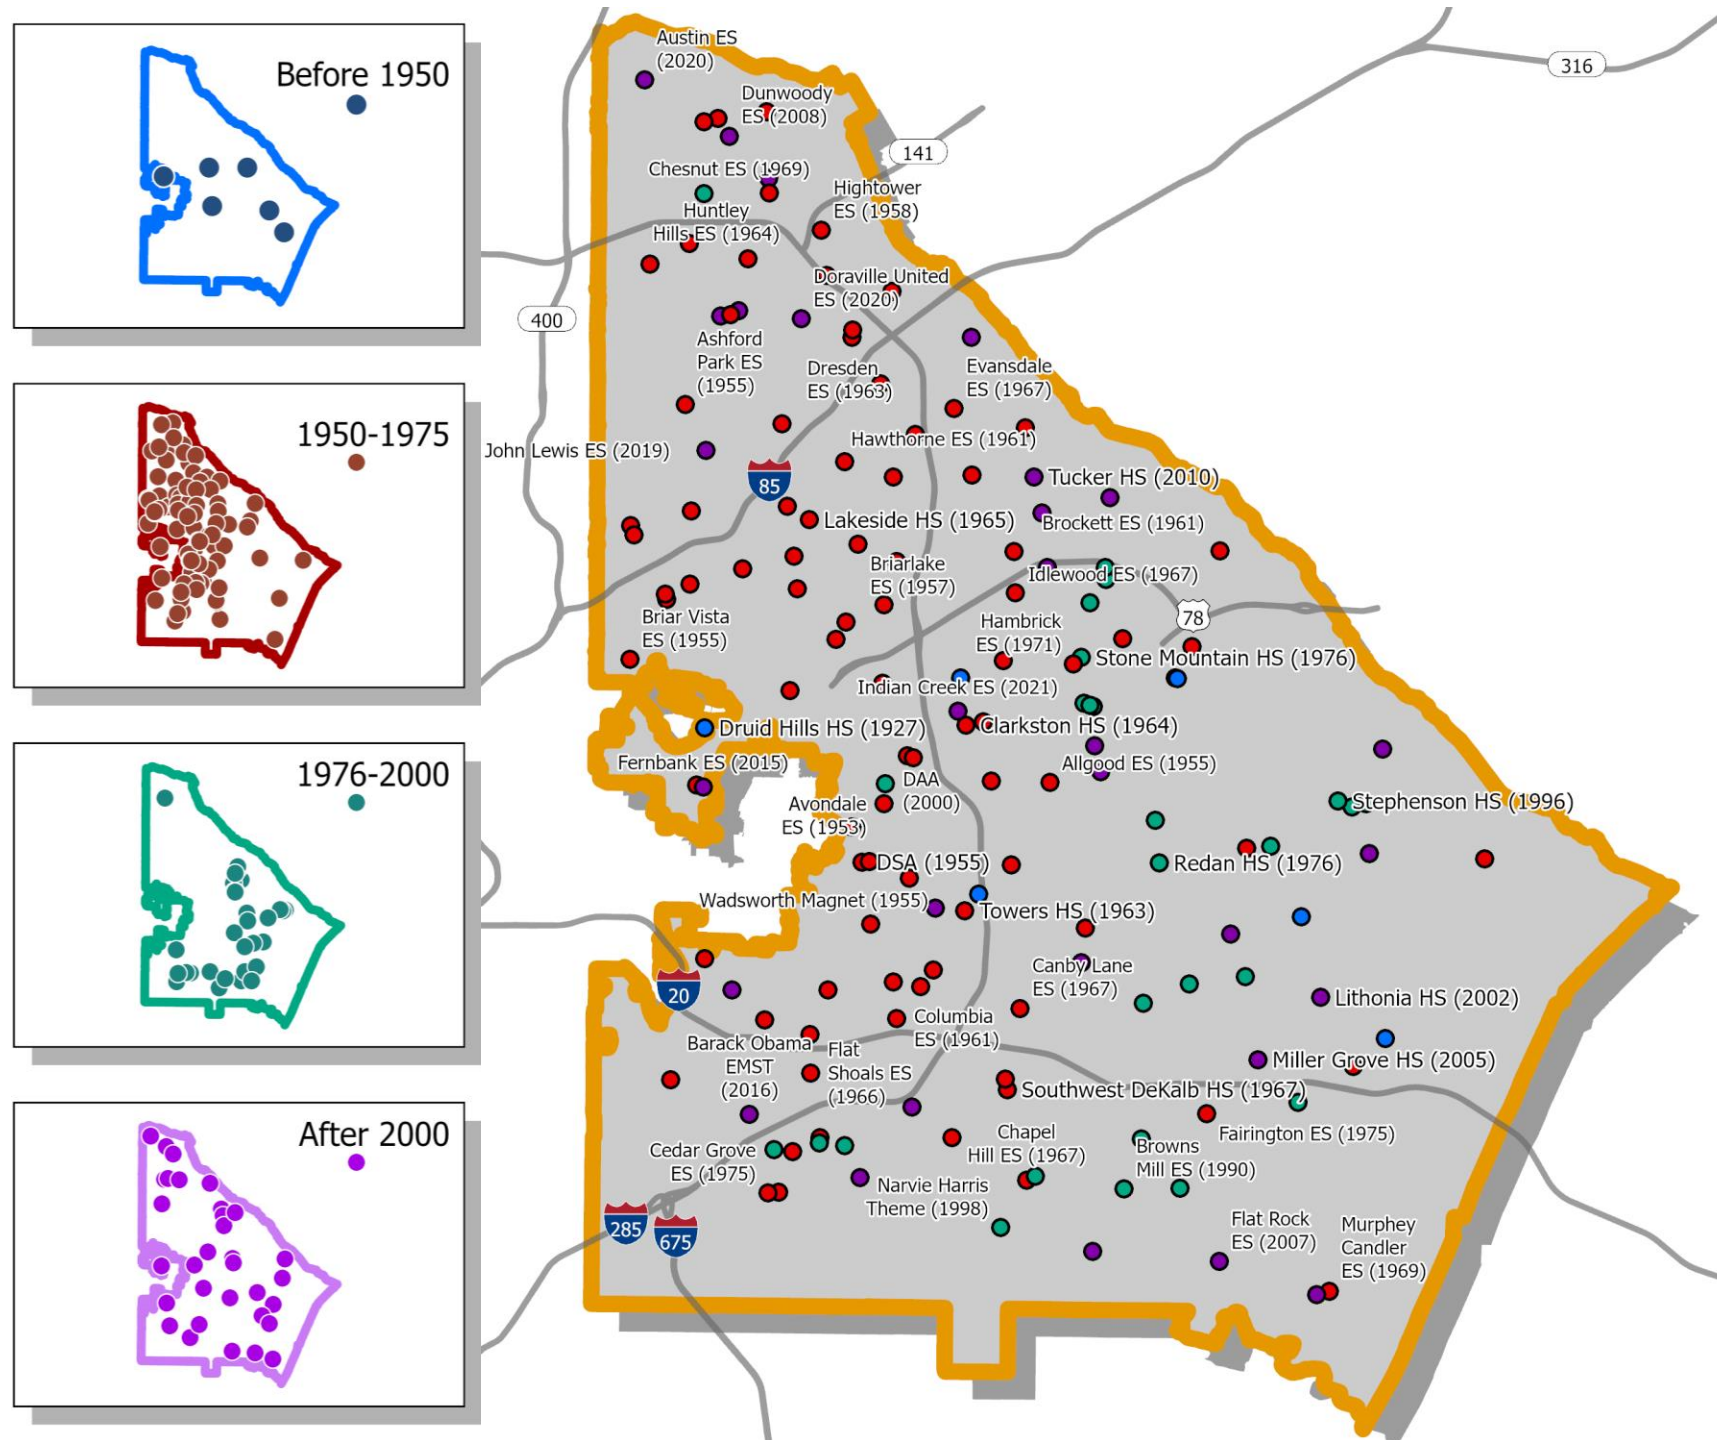 Before 1950
1950-1975
1976-2000
After 2000
Austin ES
(2020)
316
Dunwoody
ES (2008)
141
Chesnut ES (1969)
Hightower
ES (1958)
Huntley
Hills ES (1964)
Doraville United
ES (2020)
400
Ashford
Park ES
(1955)
Dresden
ES (1963)
Evansdale
ES (1967)
John Lewis ES (2019)
Hawthorne ES (1961)
85
Tucker HS (2010)
Lakeside HS (1965)
Brockett ES (1961)
Briarlake
ES (1957)
Idlewood ES (1967)
78
Briar Vista
ES (1955)
Hambrick
ES (1971)
Stone Mountain HS (1976)
Indian Creek ES (2021)
Druid Hills HS (1927)
Clarkston HS (1964)
Fernbank ES (2015)
Allgood ES (1955)
DAA
(2000)
Avondale
ES (1953)
Stephenson HS (1996)
DSA (1955)
Redan HS (1976)
Wadsworth Magnet (1955)
Towers HS (1963)
Canby Lane
ES (1967)
20
Lithonia HS (2002)
Columbia
ES (1961)
Barack Obama
EMST
(2016)
Flat
Shoals ES
(1966)
Miller Grove HS (2005)
Southwest DeKalb HS (1967)
Fairington ES (1975)
Chapel
Hill ES (1967)
Browns
Mill ES (1990)
Cedar Grove
ES (1975)
Narvie Harris
Theme (1998)
285
675
Flat Rock
ES (2007)
Murphey
Candler
ES (1969)